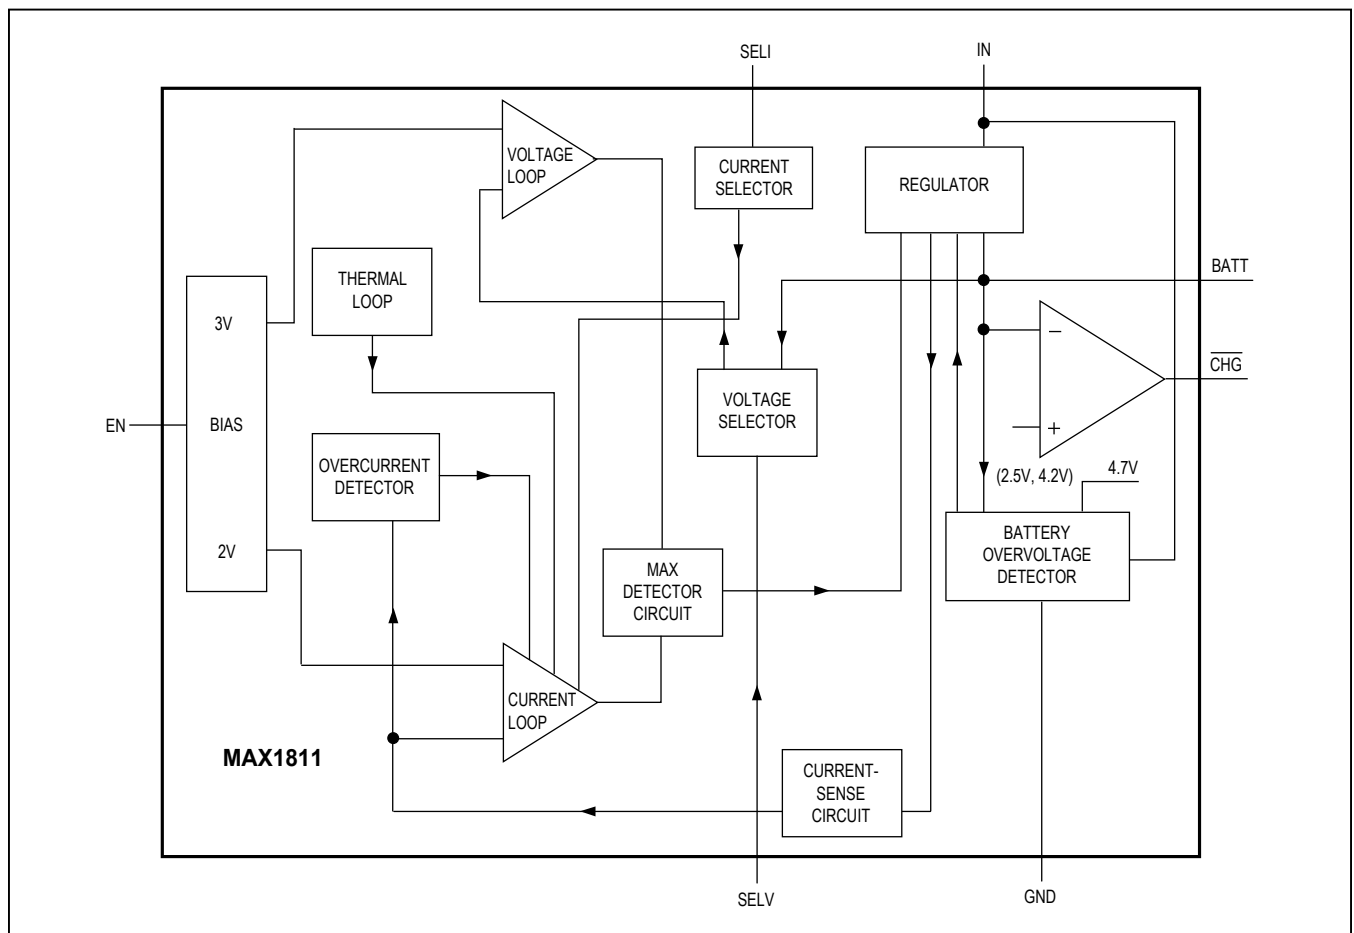 SELI
IN
VOLTAGE
LOOP
CURRENT
SELECTOR
REGULATOR
THERMAL
LOOP
BATT
3V
−
CHG
EN
BIAS
VOLTAGE
SELECTOR
+
OVERCURRENT
DETECTOR
(2.5V, 4.2V)
4.7V
2V
BATTERY
OVERVOLTAGE
DETECTOR
MAX
DETECTOR
CIRCUIT
CURRENT
LOOP
MAX1811
CURRENT-
SENSE
CIRCUIT
SELV
GND